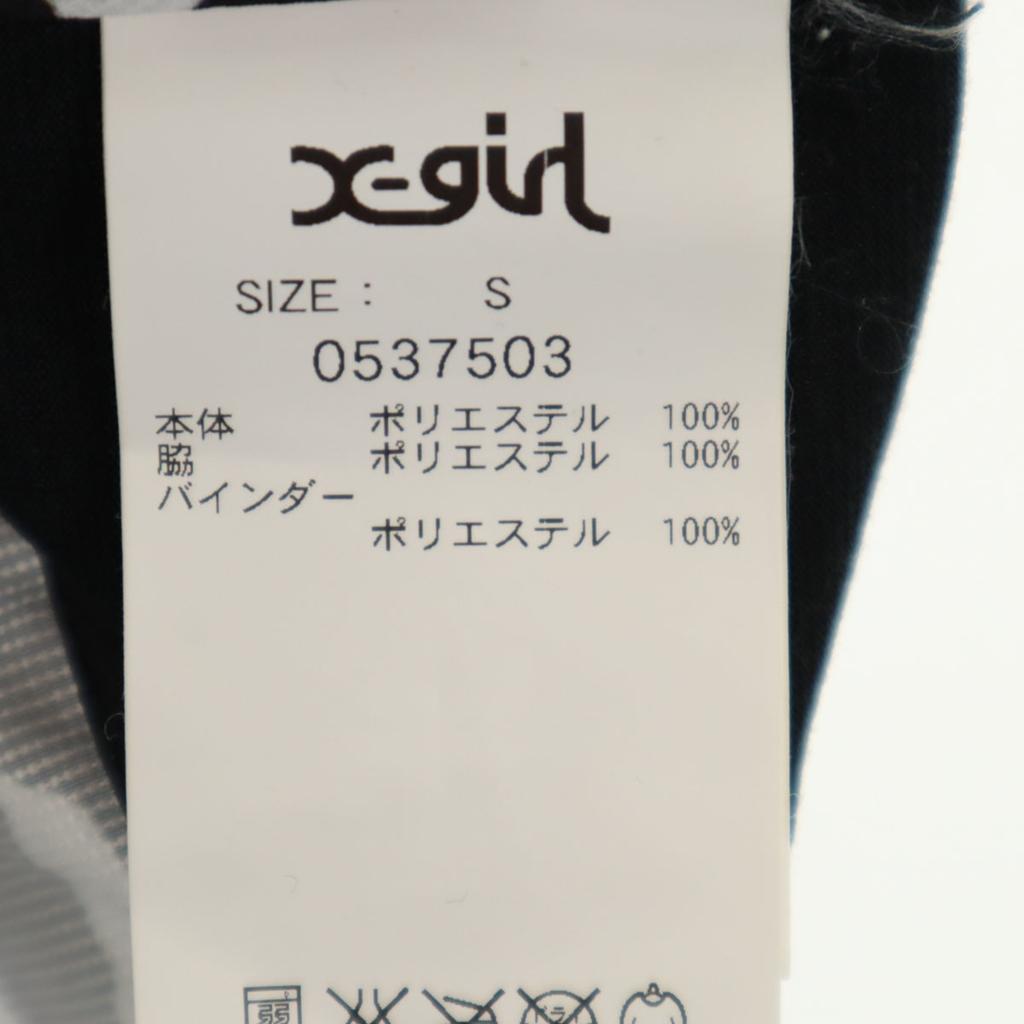 X-girl
SIZE : S
0537503
本体 ポリエステル 100%
脇 ポリエステル 100%
バインダー
ポリエステル 100%
弱